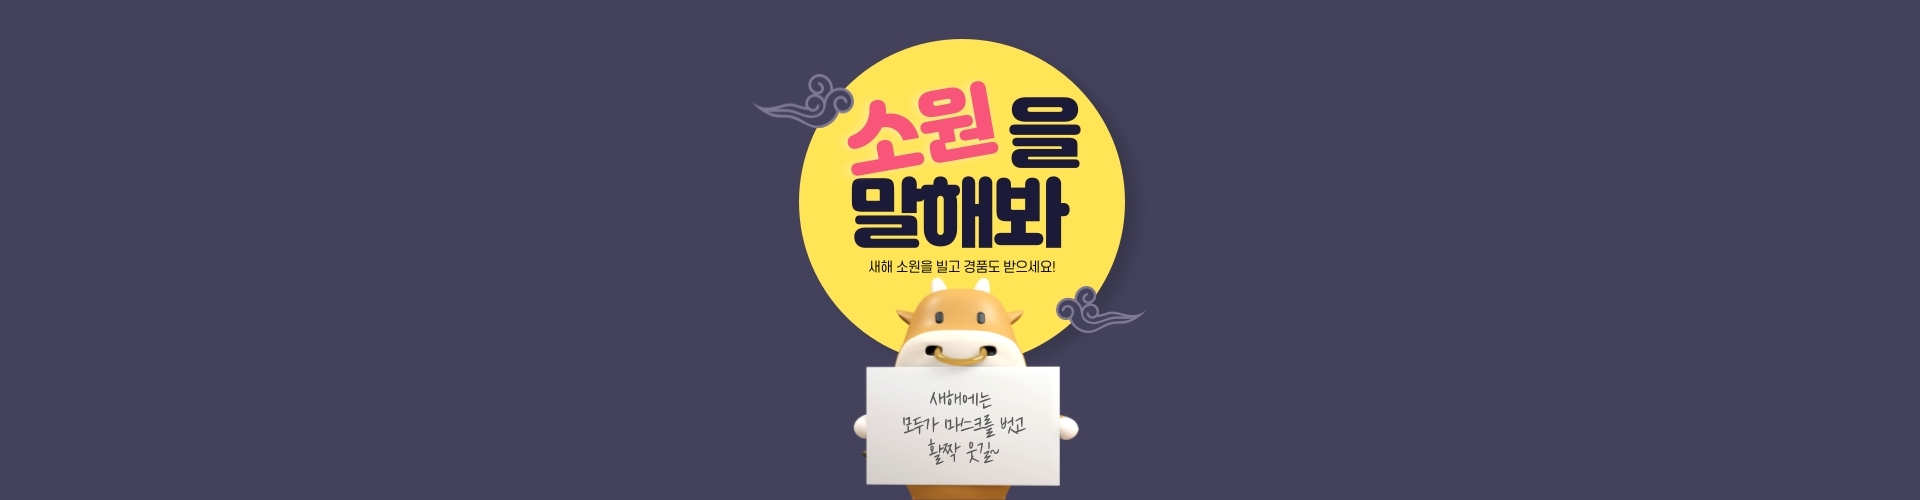 소원을
말해봐
새해 소원을 빌고 경품도 받으세요!
새해에는
모두가 마스크를 벗고
활짝 웃길~